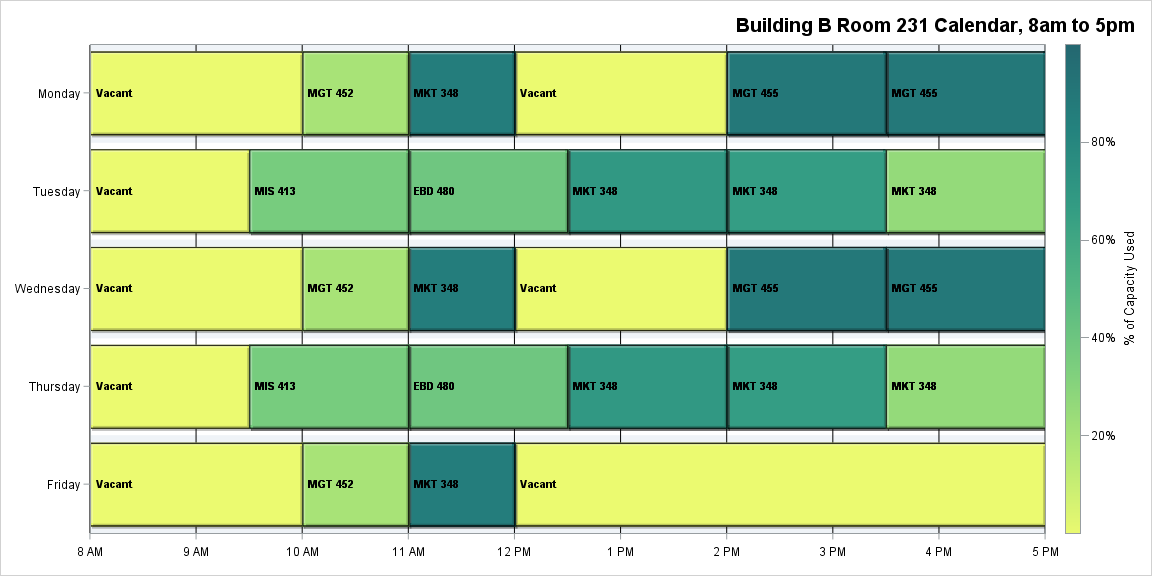 Building B Room 231 Calendar, 8am to 5pm
Monday Vacant MGT 452 MKT 348 Vacant MGT 455 MGT 455
Tuesday Vacant MIS 413 EBD 480 MKT 348 MKT 348 MKT 348
Wednesday Vacant MGT 452 MKT 348 Vacant MGT 455 MGT 455
Thursday Vacant MIS 413 EBD 480 MKT 348 MKT 348 MKT 348
Friday Vacant MGT 452 MKT 348 Vacant
8 AM 9 AM 10 AM 11 AM 12 PM 1 PM 2 PM 3 PM 4 PM 5 PM
80%
60%
40%
20%
% of Capacity Used